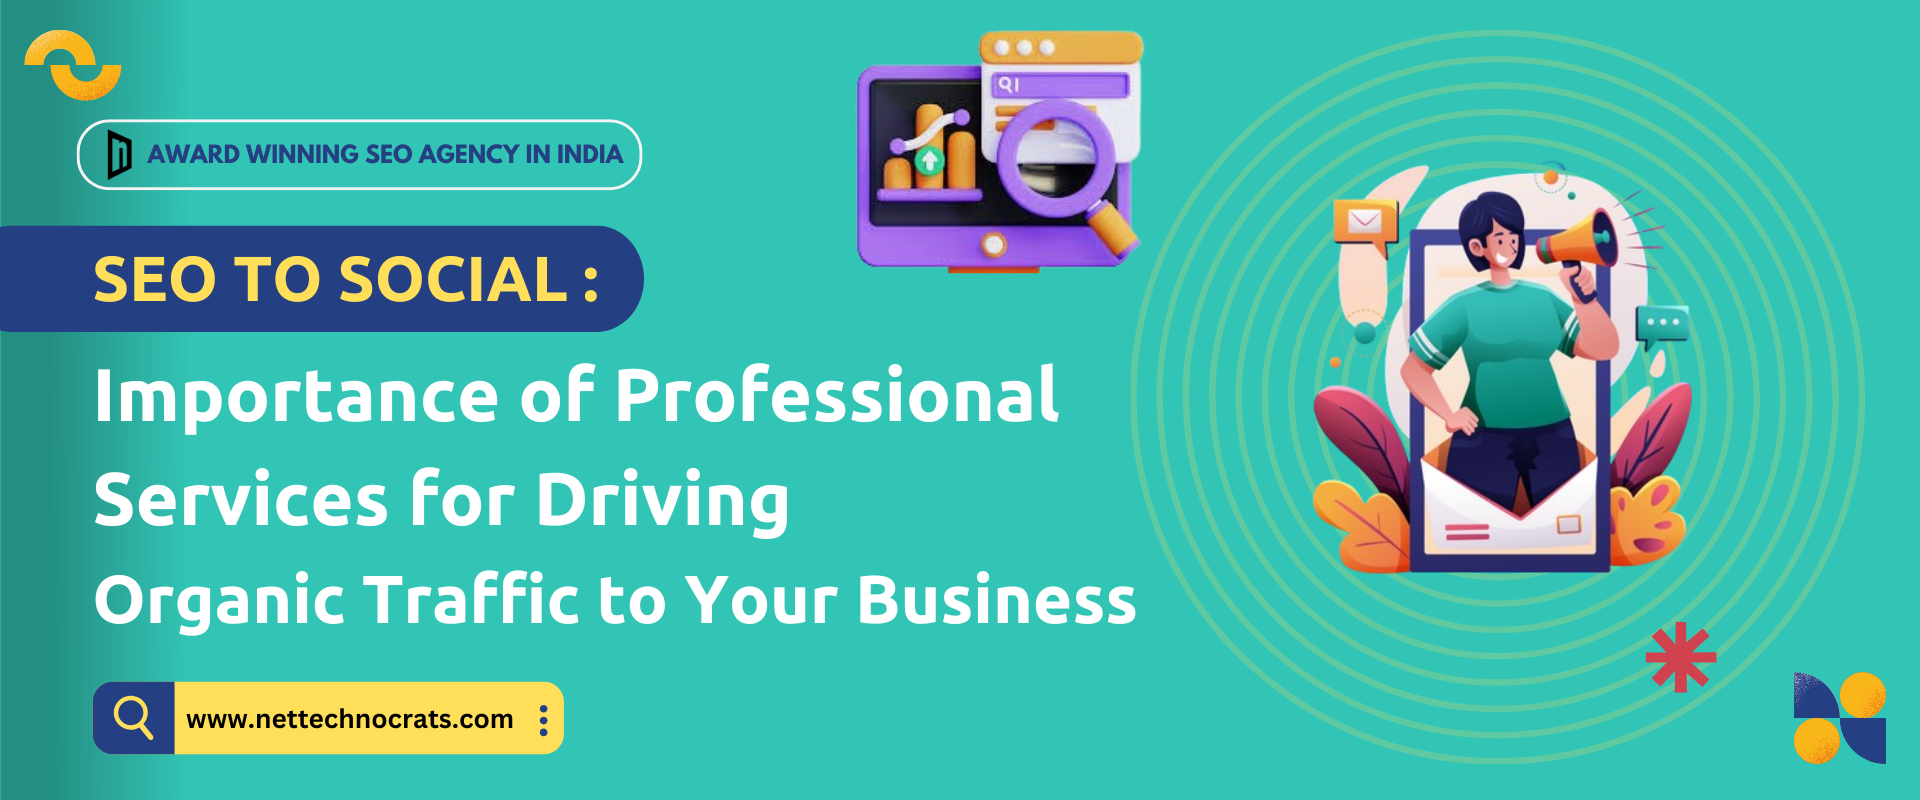 AWARD WINNING SEO AGENCY IN INDIA
SEO TO SOCIAL :
Importance of Professional
Services for Driving
Organic Traffic to Your Business
www.nettechnocrats.com